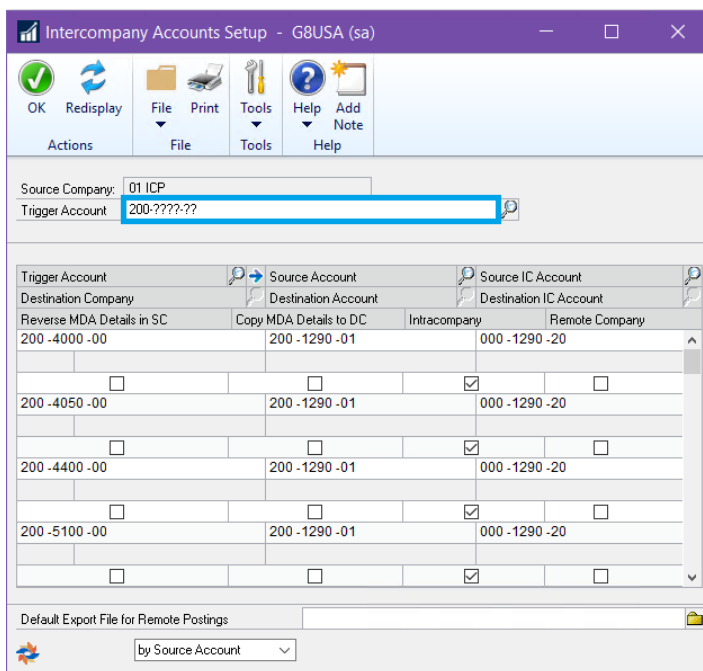 Intercompany Accounts Setup - G8USA (sa)
OK Redisplay File Print Tools Help Add Note
Actions File Tools Help
Source Company: 01 ICP
Trigger Account 200-????-??
Trigger Account Source Account Source IC Account
Destination Company Destination Account Destination IC Account
Reverse MDA Details in SC Copy MDA Details to DC Intracompany Remote Company
200 -4000 -00 200 -1290 -01 000 -1290 -20
200 -4050 -00 200 -1290 -01 000 -1290 -20
200 -4400 -00 200 -1290 -01 000 -1290 -20
200 -5100 -00 200 -1290 -01 000 -1290 -20
Default Export File for Remote Postings
by Source Account